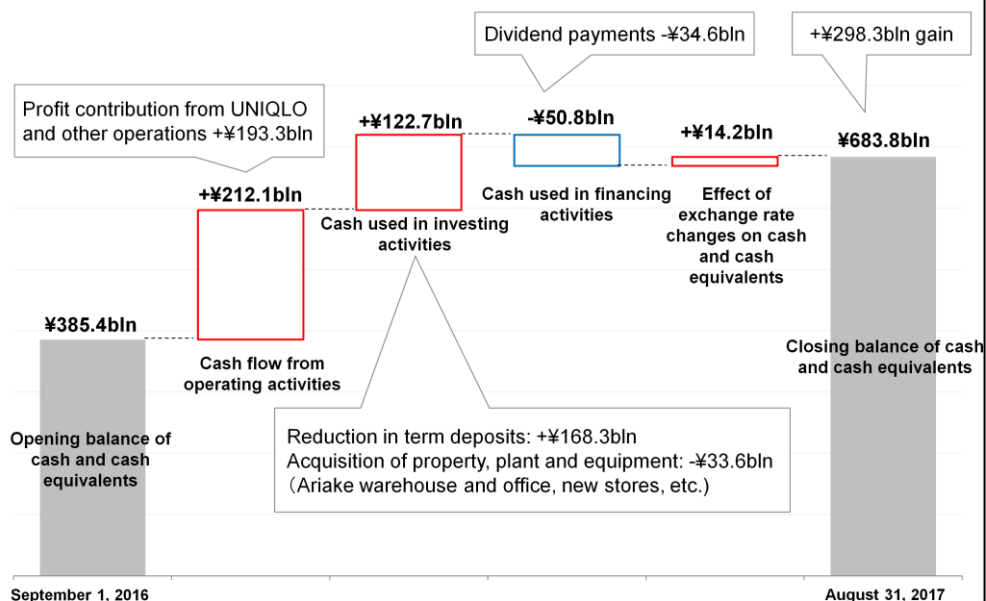 Dividend payments -¥34.6bln
+¥298.3bln gain
Profit contribution from UNIQLO
and other operations +¥193.3bln
+¥122.7bln
-¥50.8bln
+¥14.2bln
¥683.8bln
+¥212.1bln
Cash used in investing
activities
Cash used in financing
activities
Effect of
exchange rate
changes on cash
and cash
equivalents
¥385.4bln
Cash flow from
operating activities
Closing balance of cash
and cash equivalents
Opening balance of
cash and cash
equivalents
Reduction in term deposits: +¥168.3bln
Acquisition of property, plant and equipment: -¥33.6bln
（Ariake warehouse and office, new stores, etc.)
September 1, 2016
August 31, 2017